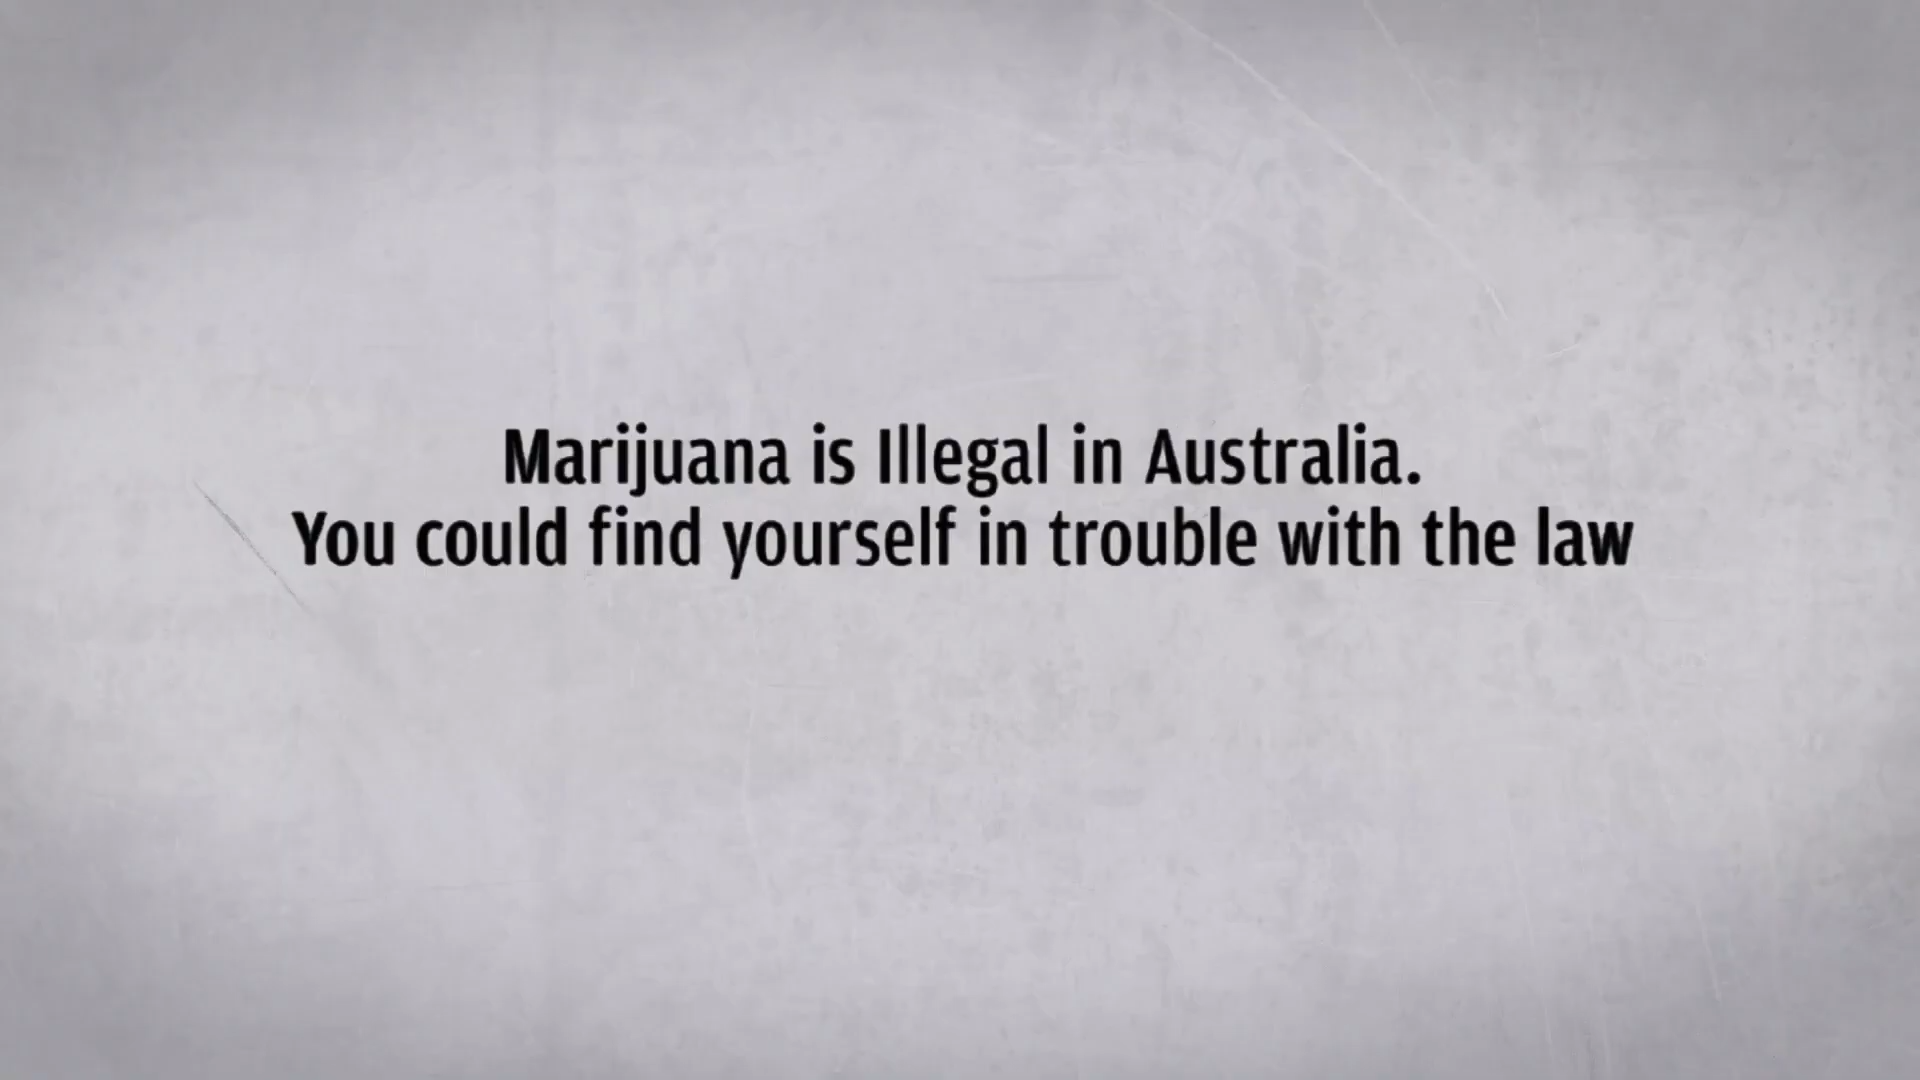 Marijuana is Illegal in Australia.
You could find yourself in trouble with the law